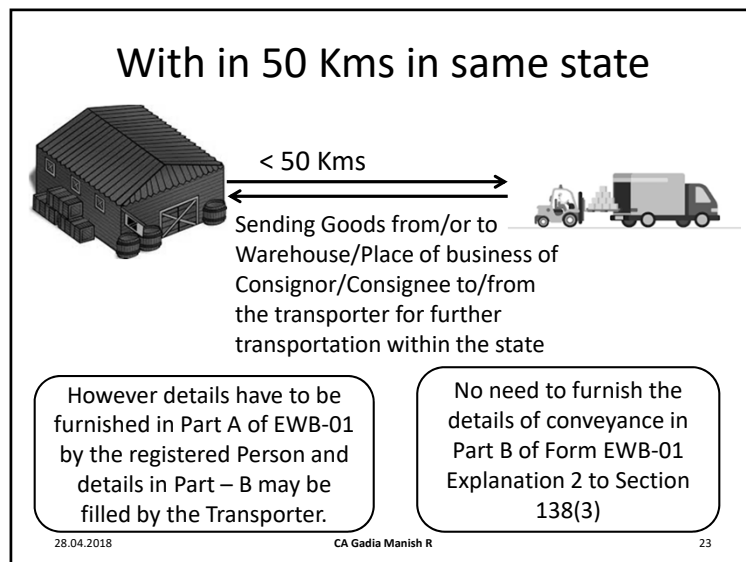 With in 50 Kms in same state
< 50 Kms
Sending Goods from/or to
Warehouse/Place of business of
Consignor/Consignee to/from
the transporter for further
transportation within the state
However details have to be
furnished in Part A of EWB-01
by the registered Person and
details in Part – B may be
filled by the Transporter.
No need to furnish the
details of conveyance in
Part B of Form EWB-01
Explanation 2 to Section
138(3)
28.04.2018
CA Gadia Manish R
23